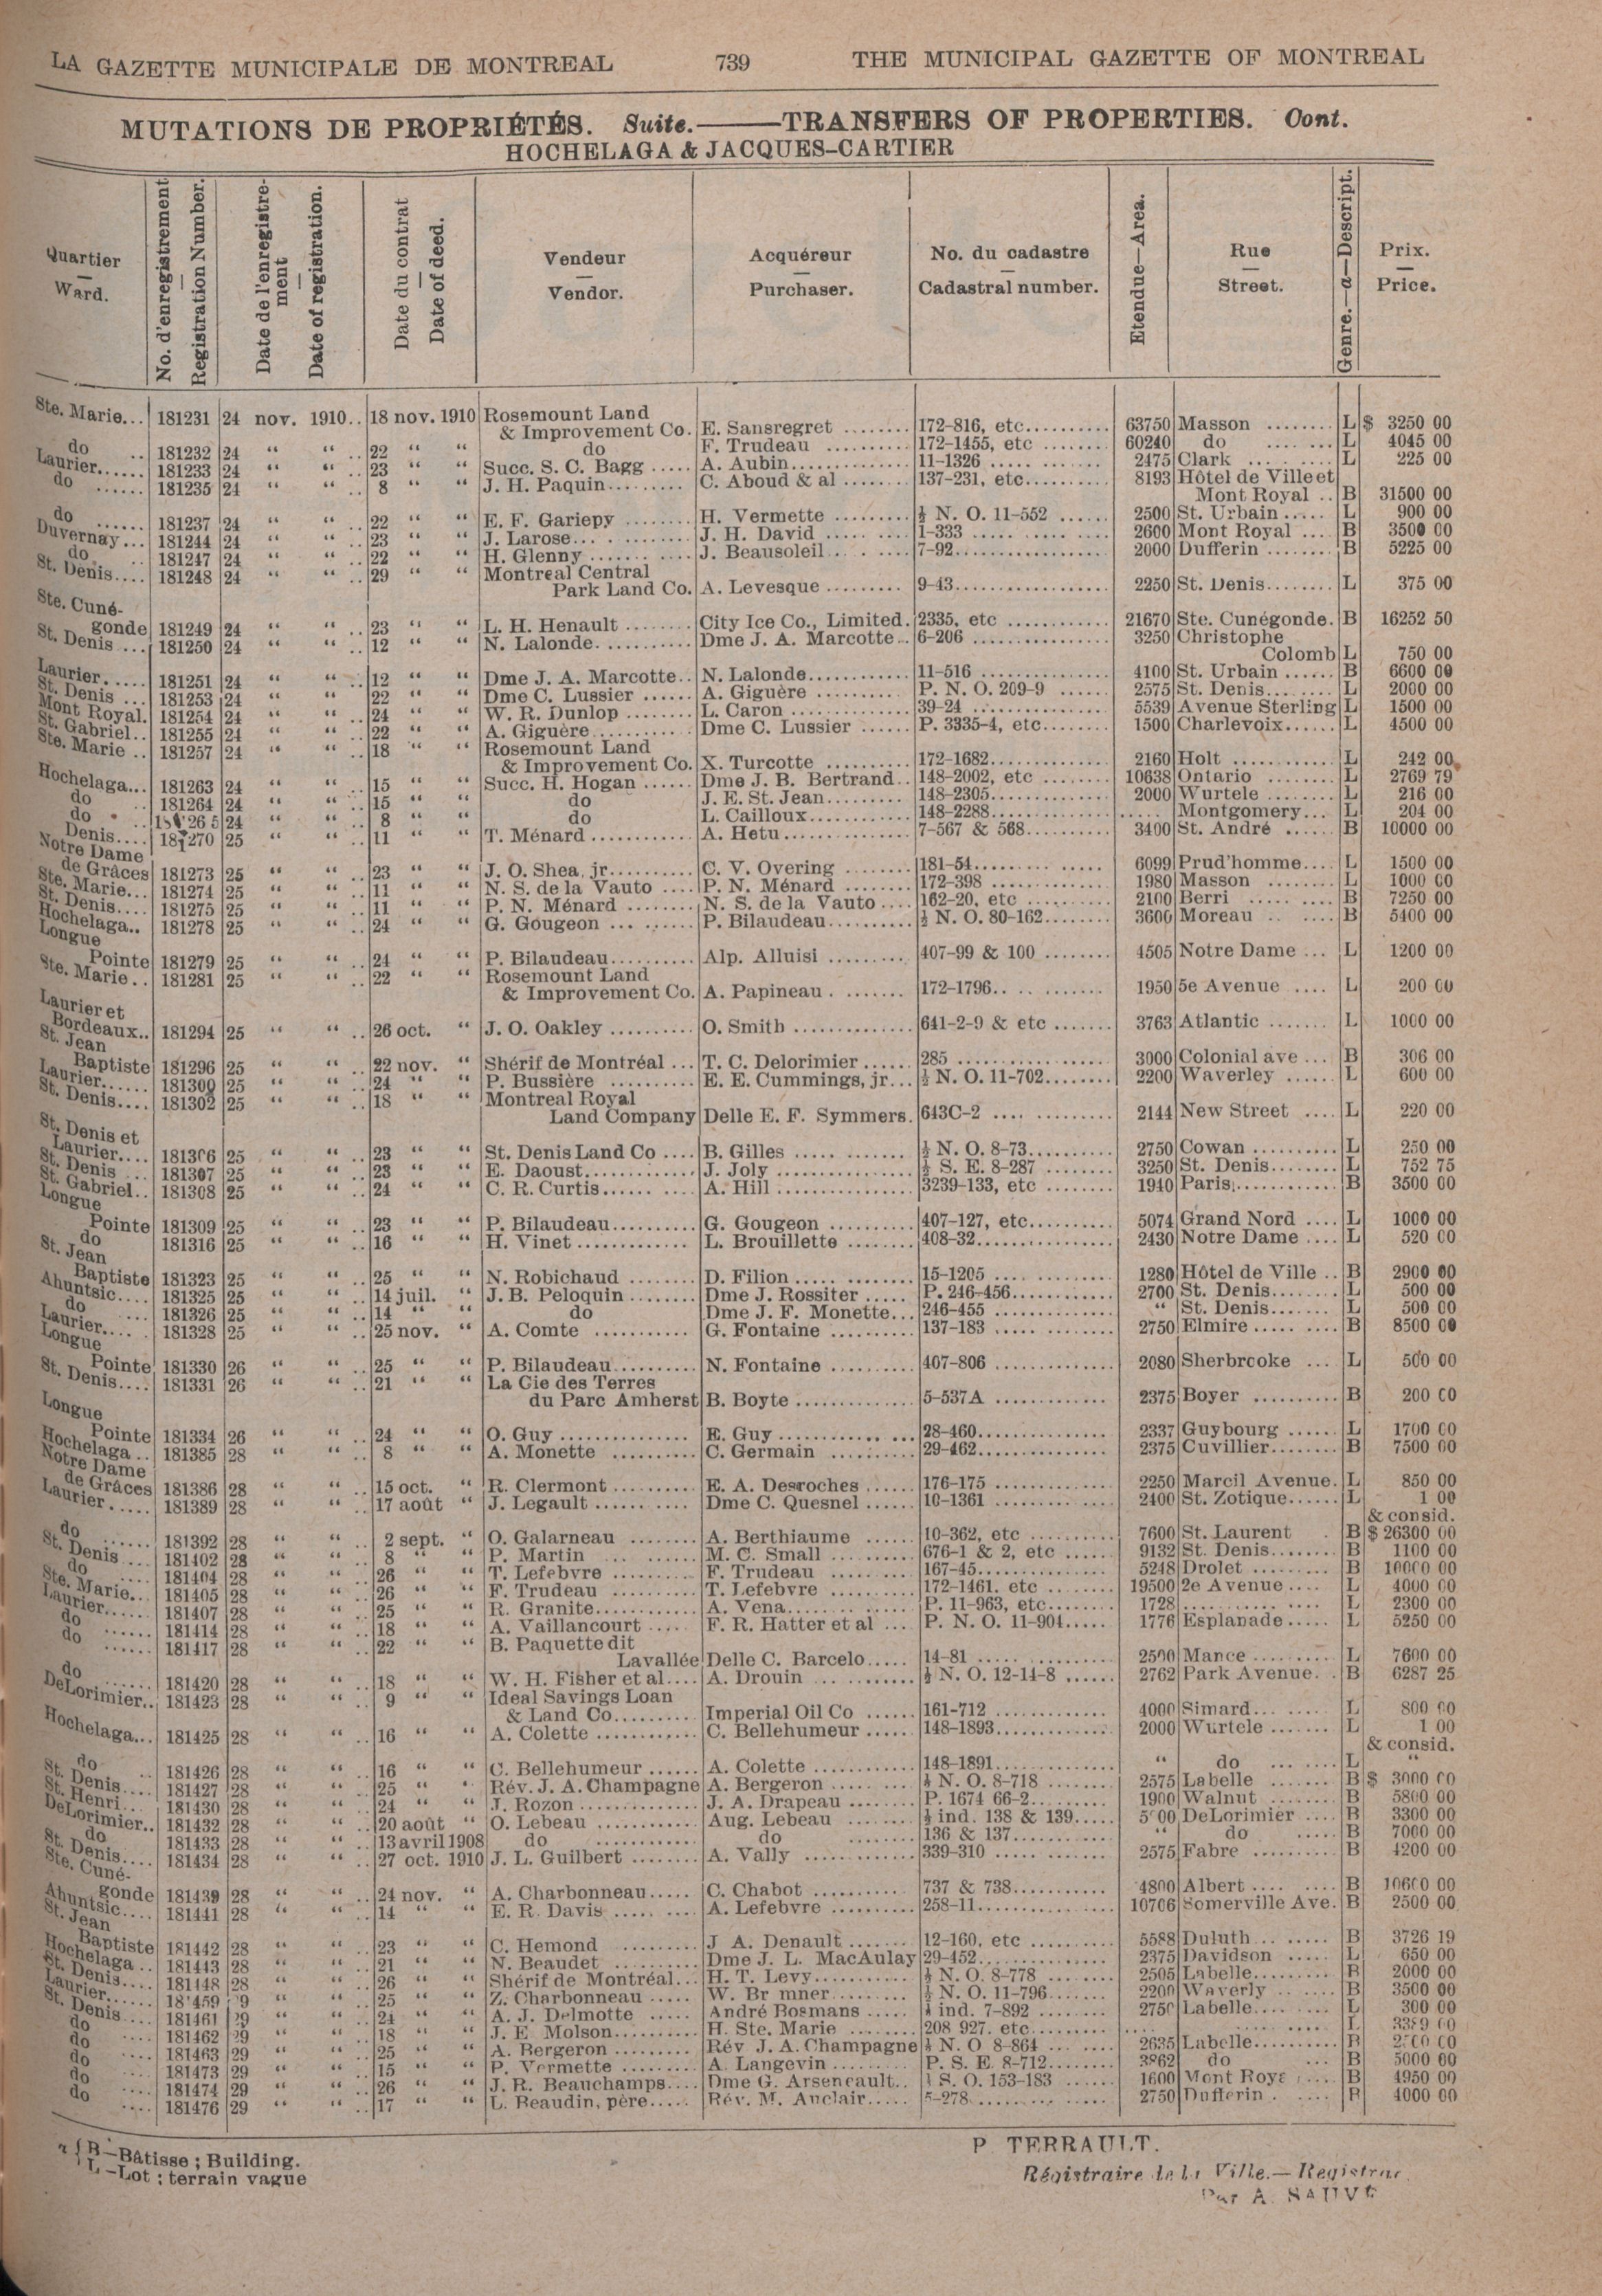 LA GAZETTE MUNICIPALE DE MONTREAL 739 THE MUNICIPAL GAZETTE OF MONTREAL
MUTATIONS DE PROPRIÉTÉS. Suite.——TRANSFERS OF PROPERTIES. Cont.
HOCHELAGA & JACQUES-CARTIER
Quartier — Ward. | No. d'enregistrement — Registration Number. | Date de l'enregistrement — Date of registration. | Date du contrat — Date of deed. | Vendeur — Vendor. | Acquéreur — Purchaser. | No. du cadastre — Cadastral number. | Etendue—Area. | Rue — Street. | Genre.—a—Descript. | Prix. — Price.
Ste. Marie... 181231 24 nov. 1910.. 18 nov. 1910 Rosemount Land
& Improvement Co. E. Sansregret ........ 172-816, etc.......... 63750 Masson ........ L $ 3250 00
do .. 181232 24 “ “ .. 22 “ “ do F. Trudeau .......... 172-1455, etc ........ 60240 do .... ... L 4045 00
Laurier...... 181233 24 “ “ .. 23 “ “ Succ. S. C. Bagg ..... A. Aubin.............. 11-1326 ..... ........ 2475 Clark ... ...... L 225 00
do ...... 181235 24 “ “ .. 8 “ “ J. H. Paquin......... C. Aboud & al ........ 137-231, etc.......... 8193 Hôtel de Ville et
Mont Royal .. B 31500 00
do ...... 181237 24 “ “ .. 22 “ “ E. F. Gariepy ........ H. Vermette ......... ½ N. O. 11-552 ...... 2500 St. Urbain ..... L 900 00
Duvernay... 181244 24 “ “ .. 23 “ “ J. Larose... ........ J. H. David ..... .... 1-333 ..... ..... .... 2600 Mont Royal .... B 3500 00
do .... 181247 24 “ “ .. 22 “ “ H. Glenny ....... .... J. Beausoleil... . .... 7-92.................. 2000 Dufferin ........ B 5225 00
St. Denis.... 181248 24 “ “ .. 29 “ “ Montreal Central
Park Land Co. A. Levesque ......... 9-43.................. 2250 St. Denis........ L 375 00
Ste. Cuné-
gonde 181249 24 “ “ .. 23 “ “ L. H. Henault ........ City Ice Co., Limited. 2335, etc ............ 21670 Ste. Cunégonde. B 16252 50
St. Denis ... 181250 24 “ “ .. 12 “ “ N. Lalonde. .......... Dme J. A. Marcotte.. 6-206 ................ 3250 Christophe
Colomb L 750 00
Laurier. .... 181251 24 “ “ .. 12 “ “ Dme J. A. Marcotte.. N. Lalonde........... 11-516 ............... 4100 St. Urbain ...... B 6600 00
St. Denis ... 181253 24 “ “ .. 22 “ “ Dme C. Lussier ...... A. Giguère .......... P. N. O. 209-9 ...... 2575 St. Denis........ L 2000 00
Mont Royal. 181254 24 “ “ .. 24 “ “ W. R. Dunlop ........ L. Caron ............. 39-24 ................ 5539 Avenue Sterling L 1500 00
St. Gabriel.. 181255 24 “ “ .. 22 “ “ A. Giguère........... Dme C. Lussier ...... P. 3335-4, etc........ 1500 Charlevoix...... L 4500 00
Ste. Marie .. 181257 24 “ “ .. 18 “ “ Rosemount Land
& Improvement Co. X. Turcotte .......... 172-1682.............. 2160 Holt ............ L 242 00
Hochelaga... 181263 24 “ “ .. 15 “ “ Succ. H. Hogan ...... Dme J. B. Bertrand.. 148-2002, etc ........ 10638 Ontario ........ L 2769 79
do .. 181264 24 “ “ .. 15 “ “ do J. E. St. Jean......... 148-2305.............. 2000 Wurtele ........ L 216 00
do .. 24 “ “ .. 8 “ “ do L. Cailloux........... 148-2288.............. ..... Montgomery... L 204 00
Denis.... 25 “ “ .. 11 “ “ T. Ménard ............ A. Hetu............... 7-567 & 568.......... 3400 St. André ...... B 10000 00
Notre Dame
de Grâces 181273 25 “ “ .. 23 “ “ J. O. Shea, jr.......... C. V. Overing ........ 181-54......... ..... 6099 Prud'homme.... L 1500 00
Ste. Marie... 181274 25 “ “ .. 11 “ “ N. S. de la Vauto .... P. N. Ménard ........ 172-398 .............. 1980 Masson ........ L 1000 00
St. Denis.... 181275 25 “ “ .. 11 “ “ P. N. Ménard ........ N. S. de la Vauto .... 162-20, etc .......... 2100 Berri ..... .... B 7250 00
Hochelaga.. 181278 25 “ “ .. 24 “ “ G. Gougeon ... ...... P. Bilaudeau.......... ½ N. O. 80-162........ 3600 Moreau .. .... B 5400 00
Longue
Pointe 181279 25 “ “ .. 24 “ “ P. Bilaudeau.......... Alp. Alluisi ......... 407-99 & 100 ........ 4505 Notre Dame ... L 1200 00
Ste. Marie.. 181281 25 “ “ .. 22 “ “ Rosemount Land
& Improvement Co. A. Papineau . ....... 172-1796.. .. ........ 1950 5e Avenue .... L 200 00
Laurier et
Bordeaux.. 181294 25 “ “ .. 26 oct. “ J. O. Oakley .......... O. Smith ............. 641-2-9 & etc ....... 3763 Atlantic ....... L 1000 00
St. Jean
Baptiste 181296 25 “ “ .. 22 nov. “ Shérif de Montréal ... T. C. Delorimier ...... 285 .................. 3000 Colonial ave ... B 306 00
Laurier...... 181300 25 “ “ .. 24 “ “ P. Bussière .......... E. E. Cummings, jr... ½ N. O. 11-702........ 2200 Waverley ...... L 600 00
St. Denis.... 181302 25 “ “ .. 18 “ “ Montreal Royal
Land Company Delle E. F. Symmers. 643C-2 .... .......... 2144 New Street .... L 220 00
St. Denis et
Laurier.... 181306 25 “ “ .. 23 “ “ St. Denis Land Co .... B. Gilles ..... ....... ½ N. O. 8-73.......... 2750 Cowan .......... L 250 00
St. Denis ... 181307 25 “ “ .. 23 “ “ E. Daoust............. J. Joly ................ ½ S. E. 8-287 ........ 3250 St. Denis........ L 752 75
St. Gabriel.. 181308 25 “ “ .. 24 “ “ C. R. Curtis...... .... A. Hill ................ 3239-133, etc ........ 1940 Paris............. B 3500 00
Longue
Pointe 181309 25 “ “ .. 23 “ “ P. Bilaudeau.......... G. Gougeon .......... 407-127, etc.......... 5074 Grand Nord .... L 1000 00
do 181316 25 “ “ .. 16 “ “ H. Vinet ............. L. Brouillette ........ 408-32................ 2430 Notre Dame .... L 520 00
St. Jean
Baptiste 181323 25 “ “ .. 25 “ “ N. Robichaud ........ D. Filion ..... ........ 15-1205 .... .......... 1280 Hôtel de Ville .. B 2900 00
Ahuntsic.... 181325 25 “ “ .. 14 juil. “ J. B. Peloquin........ Dme J. Rossiter ..... P. 246-456............ 2700 St. Denis........ L 500 00
do ... 181326 25 “ “ .. 14 “ “ do Dme J. F. Monette... 246-455 .............. “ St. Denis....... L 500 00
Laurier.... . 181328 25 “ “ .. 25 nov. “ A. Comte ........... G. Fontaine .......... 137-183 ..... ........ 2750 Elmire ..... .... B 8500 00
Longue
Pointe 181330 26 “ “ .. 25 “ “ P. Bilaudeau.......... N. Fontaine .......... 407-806 .............. 2080 Sherbrooke ... L 500 00
St. Denis.... 181331 26 “ “ .. 21 “ “ La Cie des Terres
du Parc Amherst B. Boyte ............. 5-537A ............. 2375 Boyer .......... B 200 00
Longue
Pointe 181334 26 “ “ .. 24 “ “ O. Guy ............... E. Guy ............ ... 28-460................ 2337 Guybourg ...... L 1700 00
Hochelaga .. 181385 28 “ “ .. 8 “ “ A. Monette .......... C. Germain .......... 29-462................ 2375 Cuvillier........ B 7500 00
Notre Dame
de Grâces 181386 28 “ “ .. 15 oct. “ R. Clermont .......... E. A. Desroches ...... 176-175 .............. 2250 Marcil Avenue. L 850 00
Laurier ..... 181389 28 “ “ .. 17 août “ J. Legault ...... .... Dme C. Quesnel ...... 10-1361 .............. 2400 St. Zotique...... L 1 00
& consid.
do ...... 181392 28 “ “ .. 2 sept. “ O. Galarneau ........ A. Berthiaume ...... 10-362, etc .......... 7600 St. Laurent . B $ 26300 00
St. Denis .... 181402 28 “ “ .. 8 “ “ P. Martin ... ...... M. C. Small .......... 676-1 & 2, etc ...... 9132 St. Denis........ B 1100 00
do .... 181404 28 “ “ .. 26 “ “ T. Lefebvre .......... F. Trudeau .......... 167-45................ 5248 Drolet .......... B 10000 00
Ste. Marie... 181405 28 “ “ .. 26 “ “ F. Trudeau .......... T. Lefebvre .......... 172-1461. etc ........ 19500 2e Avenue.... L 4000 00
Laurier...... 181407 28 “ “ .. 25 “ “ R. Granite............ A. Vena............... P. 11-963, etc........ 1728 .......... .... L 2300 00
do ...... 181414 28 “ “ .. 18 “ “ A. Vaillancourt ..... F. R. Hatter et al .... P. N. O. 11-904..... 1776 Esplanade ..... L 5250 00
do ...... 181417 28 “ “ .. 22 “ “ B. Paquette dit
Lavallée Delle C. Barcelo..... 14-81 ..... .......... 2500 Mance .......... L 7600 00
do ...... 181420 28 “ “ .. 18 “ “ W. H. Fisher et al.... A. Drouin ... ........ ½ N. O. 12-14-8 ...... 2762 Park Avenue. . B 6287 25
DeLorimier.. 181423 28 “ “ .. 9 “ “ Ideal Savings Loan
& Land Co.......... Imperial Oil Co ...... 161-712 .............. 4000 Simard... ..... L 800 00
Hochelaga... 181425 28 “ “ .. 16 “ “ A. Colette ............ C. Bellehumeur ..... 148-1893.............. 2000 Wurtele ....... L 1 00
& consid.
do .. 181426 28 “ “ .. 16 “ “ C. Bellehumeur ...... A. Colette ............ 148-1891.............. “ do ... .... L “
St. Denis.... 181427 28 “ “ .. 25 “ “ Rév. J. A. Champagne A. Bergeron ..... .... ½ N. O. 8-718 ....... 2575 Labelle ....... B $ 3000 00
St. Henri... 181430 28 “ “ .. 24 “ “ J. Rozon .............. J. A. Drapeau ........ P. 1674 66-2......... 1900 Walnut ....... B 5800 00
DeLorimier.. 181432 28 “ “ .. 20 août “ O. Lebeau ............ Aug. Lebeau ........ ½ ind. 138 & 139..... DeLorimier .... B 3300 00
do 181433 28 “ “ .. 13 avril 1908 do ............ do ........ 136 & 137............ “ do ..... B 7000 00
St. Denis.... 181434 28 “ “ .. 27 oct. 1910 J. L. Guilbert ........ A. Vally ............. 339-310 ..... ........ 2575 Fabre .......... B 4200 00
Ste. Cuné-
gonde 181439 28 “ “ .. 24 nov. “ A. Charbonneau..... C. Chabot .......... 737 & 738............ 4800 Albert .... .... B 10600 00
Ahuntsic.... 181441 28 “ “ .. 14 “ “ E. R. Davis ..... .... A. Lefebvre .......... 258-11................ 10706 Somerville Ave. B 2500 00
St. Jean
Baptiste 181442 28 “ “ .. 23 “ “ C. Hemond ......... J A. Denault ....... 12-160, etc ........... 5588 Duluth... ..... B 3726 19
Hochelaga .. 181443 28 “ “ .. 21 “ “ N. Beaudet .......... Dme J. L. MacAulay 29-452................ 2375 Davidson ..... L 650 00
St. Denis.... 181448 28 “ “ .. 26 “ “ Shérif de Montréal... H. T. Levy............ ½ N. O. 8-778 ........ 2505 Labelle.......... B 2000 00
Laurier...... “ “ .. 25 “ “ Z. Charbonneau ..... W. ½ N. O. 11-796....... 2200 Waverly .. .... B 3500 00
St. Denis... 181461 29 “ “ .. 24 “ “ A. J. Delmotte ..... André Bosmans ..... ½ ind. 7-892 ........ 2750 Labelle.... .... L 300 00
do .... 181462 29 “ “ .. 18 “ “ J. E Molson.......... H. Ste. Marie ........ 208 927. etc.......... .... ..... .... L 3389 00
do .... 181463 29 “ “ .. 25 “ “ A. Bergeron ......... Rév J. A. Champagne ½ N. O 8-864 ... .... 2635 Labelle.......... B
do .... 181473 29 “ “ .. 15 “ “ P. Vermette ......... A. Langevin ........ P. S. E. 8-712........ 3862 do ... B 5000 00
do .... 181474 29 “ “ .. 26 “ “ J. R. Beauchamps.... Dme G. Arseneault.. ½ S. O. 153-183 ...... 1600 Mont Roya .... B 4950 00
do .... 181476 29 “ “ .. 17 “ “ L. Beaudin, père..... Rév. M. Auclair..... 5-278................ 2750 Dufferin . ..... B 4000 00
B—Bâtisse ; Building.
L—Lot ; terrain vague
P. TERRAULT.
Régistraire de la Ville.— Registrar
Par A. SAUVÉ